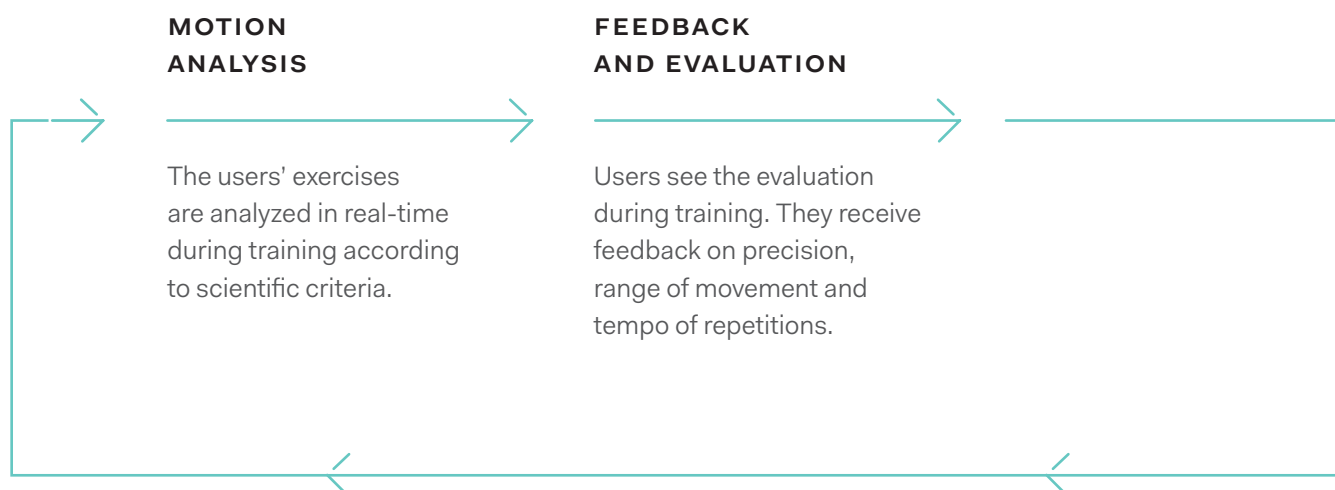 MOTION
ANALYSIS
The users’ exercises
are analyzed in real-time
during training according
to scientific criteria.
FEEDBACK
AND EVALUATION
Users see the evaluation
during training. They receive
feedback on precision,
range of movement and
tempo of repetitions.